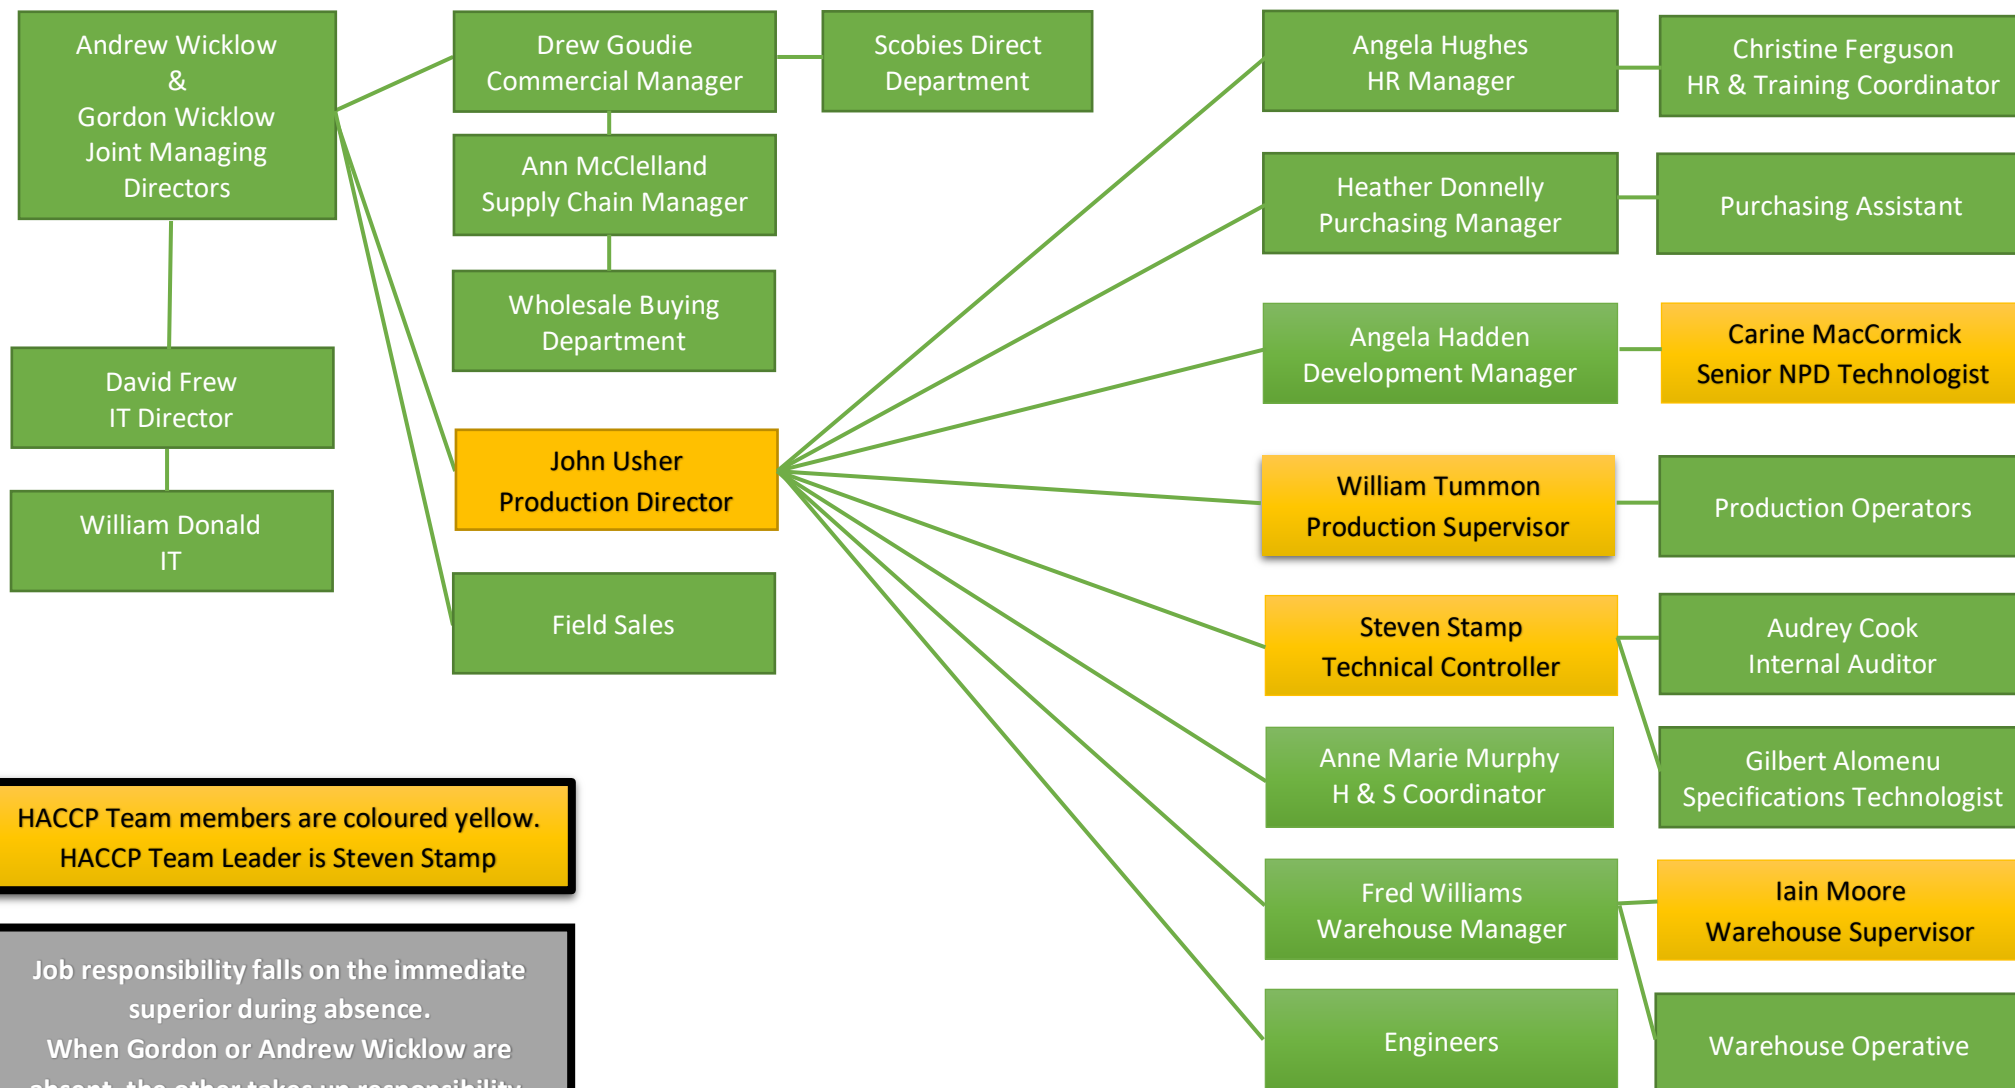 Andrew Wicklow
&
Gordon Wicklow
Joint Managing
Directors
Drew Goudie
Commercial Manager
Scobies Direct
Department
Ann McClelland
Supply Chain Manager
Wholesale Buying
Department
David Frew
IT Director
William Donald
IT
John Usher
Production Director
Field Sales
Angela Hughes
HR Manager
Christine Ferguson
HR & Training Coordinator
Heather Donnelly
Purchasing Manager
Purchasing Assistant
Angela Hadden
Development Manager
Carine MacCormick
Senior NPD Technologist
William Tummon
Production Supervisor
Production Operators
Steven Stamp
Technical Controller
Audrey Cook
Internal Auditor
Gilbert Alomenu
Specifications Technologist
Anne Marie Murphy
H & S Coordinator
Fred Williams
Warehouse Manager
Iain Moore
Warehouse Supervisor
Engineers
Warehouse Operative
HACCP Team members are coloured yellow.
HACCP Team Leader is Steven Stamp
Job responsibility falls on the immediate
superior during absence.
When Gordon or Andrew Wicklow are
absent, the other takes up responsibility